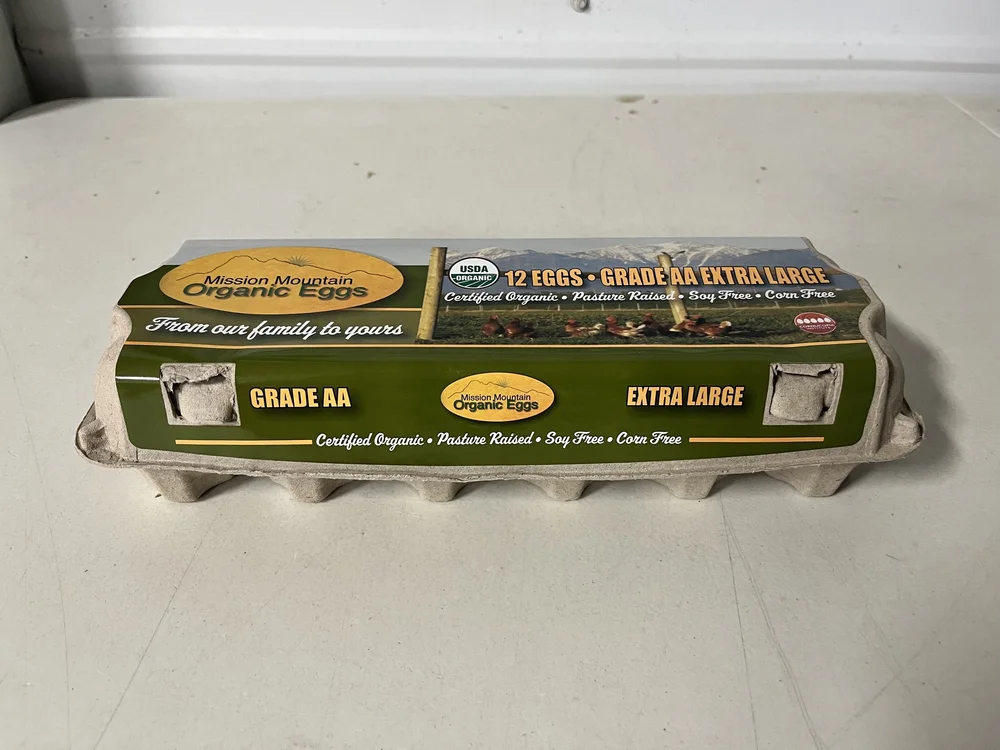 Mission Mountain
Organic Eggs
From our family to yours
USDA
ORGANIC
12 EGGS • GRADE AA EXTRA LARGE
Certified Organic • Pasture Raised • Soy Free • Corn Free
CORNUCOPIA
GRADE AA
Mission Mountain
Organic Eggs
EXTRA LARGE
Certified Organic • Pasture Raised • Soy Free • Corn Free